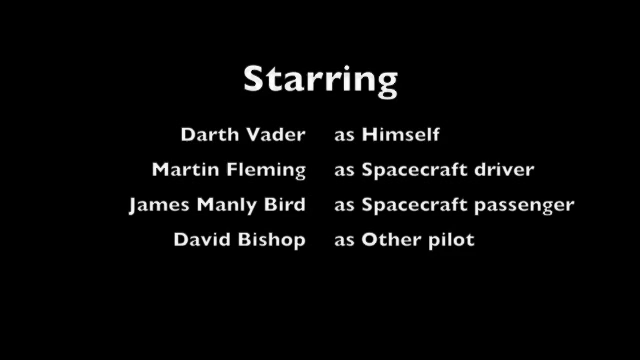 Starring
Darth Vader as Himself
Martin Fleming as Spacecraft driver
James Manly Bird as Spacecraft passenger
David Bishop as Other pilot